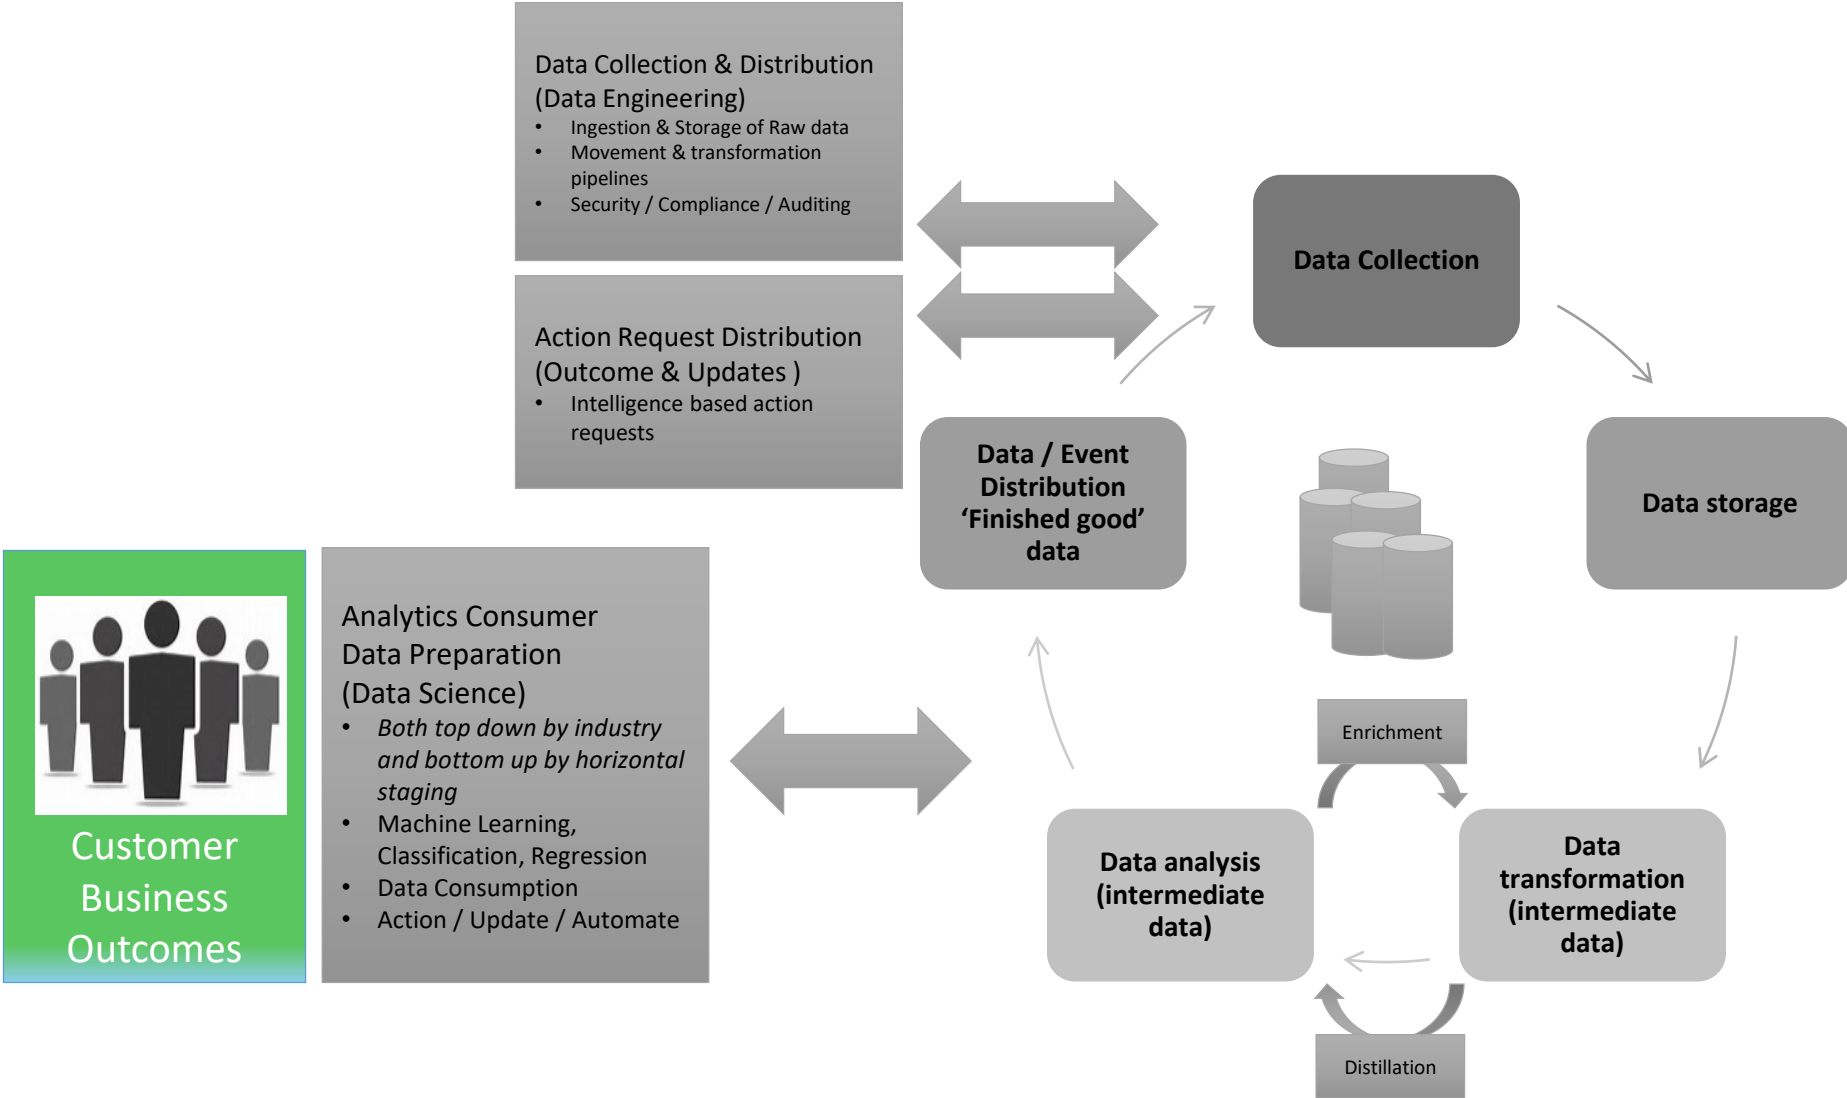 Data Collection & Distribution
(Data Engineering)
• Ingestion & Storage of Raw data
• Movement & transformation
pipelines
• Security / Compliance / Auditing
Action Request Distribution
(Outcome & Updates )
• Intelligence based action
requests
Data Collection
Data / Event
Distribution
‘Finished good’
data
Data storage
Customer
Business
Outcomes
Analytics Consumer
Data Preparation
(Data Science)
• Both top down by industry
and bottom up by horizontal
staging
• Machine Learning,
Classification, Regression
• Data Consumption
• Action / Update / Automate
Enrichment
Data analysis
(intermediate
data)
Data
transformation
(intermediate
data)
Distillation